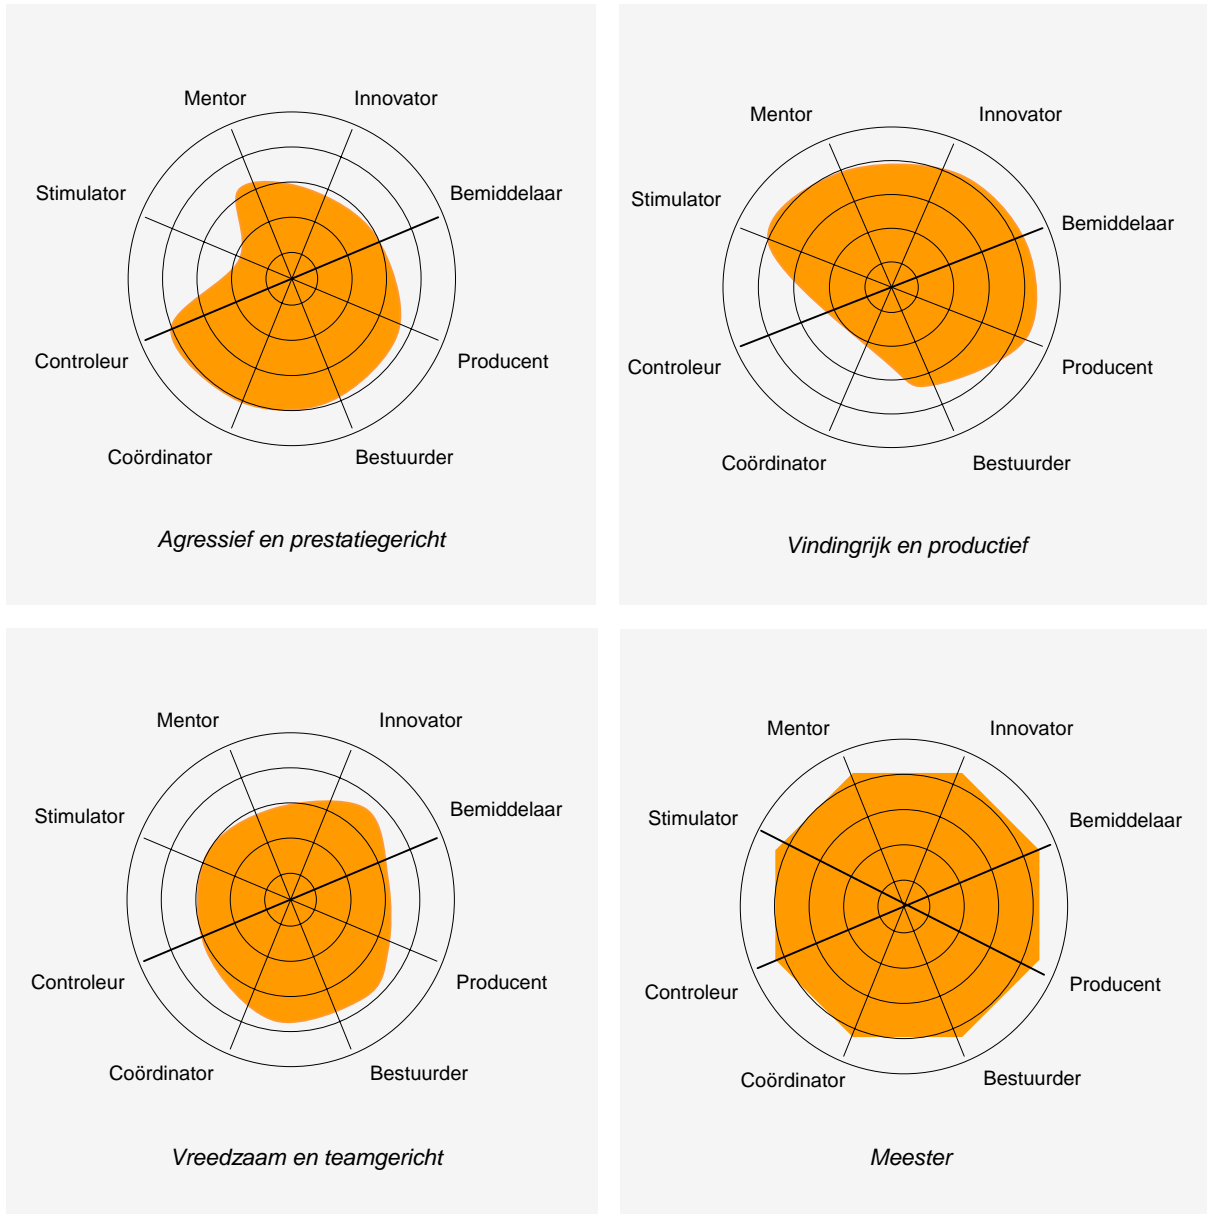 Mentor
Innovator
Stimulator
Bemiddelaar
Controleur
Producent
Coördinator
Bestuurder
Agressief en prestatiegericht
Mentor
Innovator
Stimulator
Bemiddelaar
Controleur
Producent
Coördinator
Bestuurder
Vindingrijk en productief
Mentor
Innovator
Stimulator
Bemiddelaar
Controleur
Producent
Coördinator
Bestuurder
Vreedzaam en teamgericht
Mentor
Innovator
Stimulator
Bemiddelaar
Controleur
Producent
Coördinator
Bestuurder
Meester